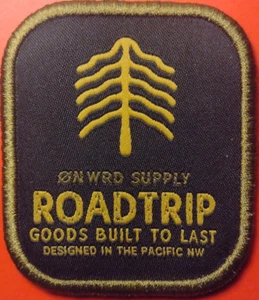 ØNWRD SUPPLY
ROADTRIP
GOODS BUILT TO LAST
DESIGNED IN THE PACIFIC NW